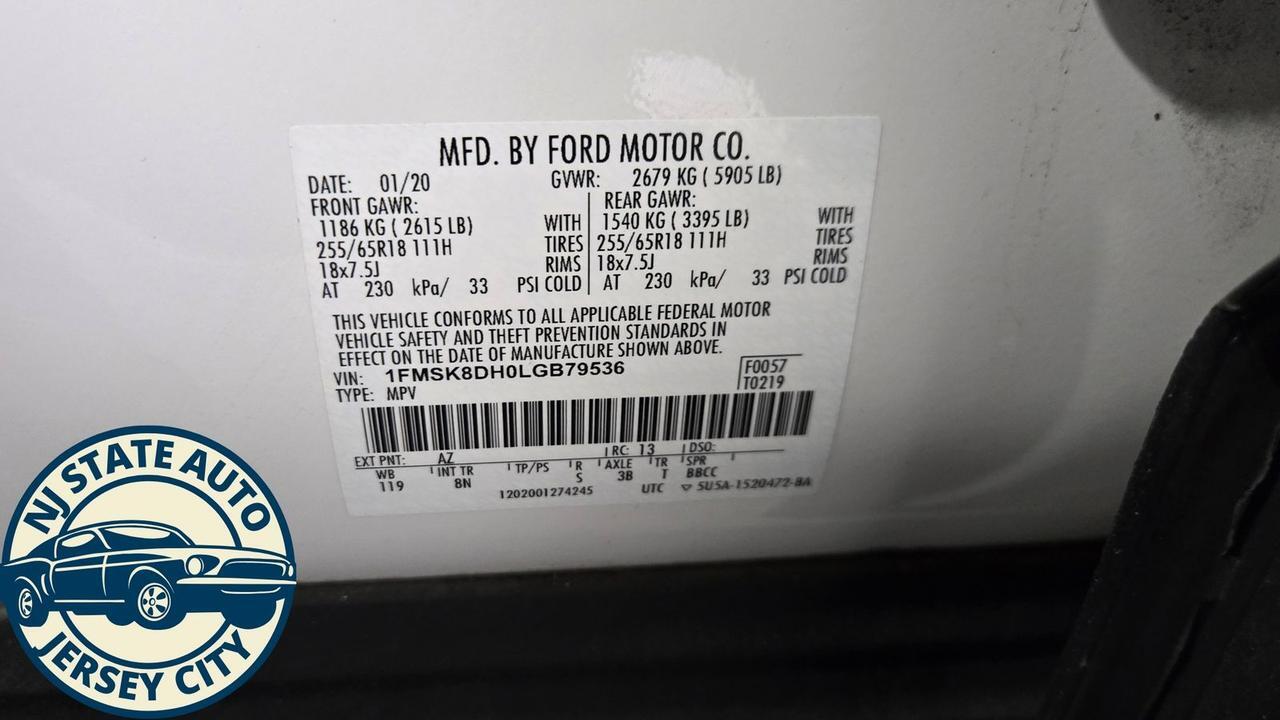 MFD. BY FORD MOTOR CO.
DATE: 01/20 GVWR: 2679 KG ( 5905 LB)
FRONT GAWR: REAR GAWR:
1186 KG ( 2615 LB) WITH 1540 KG ( 3395 LB) WITH
255/65R18 111H TIRES 255/65R18 111H TIRES
18x7.5J RIMS 18x7.5J RIMS
AT 230 kPa/ 33 PSI COLD AT 230 kPa/ 33 PSI COLD
THIS VEHICLE CONFORMS TO ALL APPLICABLE FEDERAL MOTOR
VEHICLE SAFETY AND THEFT PREVENTION STANDARDS IN
EFFECT ON THE DATE OF MANUFACTURE SHOWN ABOVE.
VIN: 1FMSK8DH0LGB79536 F0057
TYPE: MPV T0219
EXT PNT: AZ RC: 13 DSO:
WB INT TR TP/PS R AXLE TR SPR
119 8N S 3B T BBCC
1202001274245 UTC ▽ 5U5A-1520472-BA
NJ STATE AUTO
JERSEY CITY